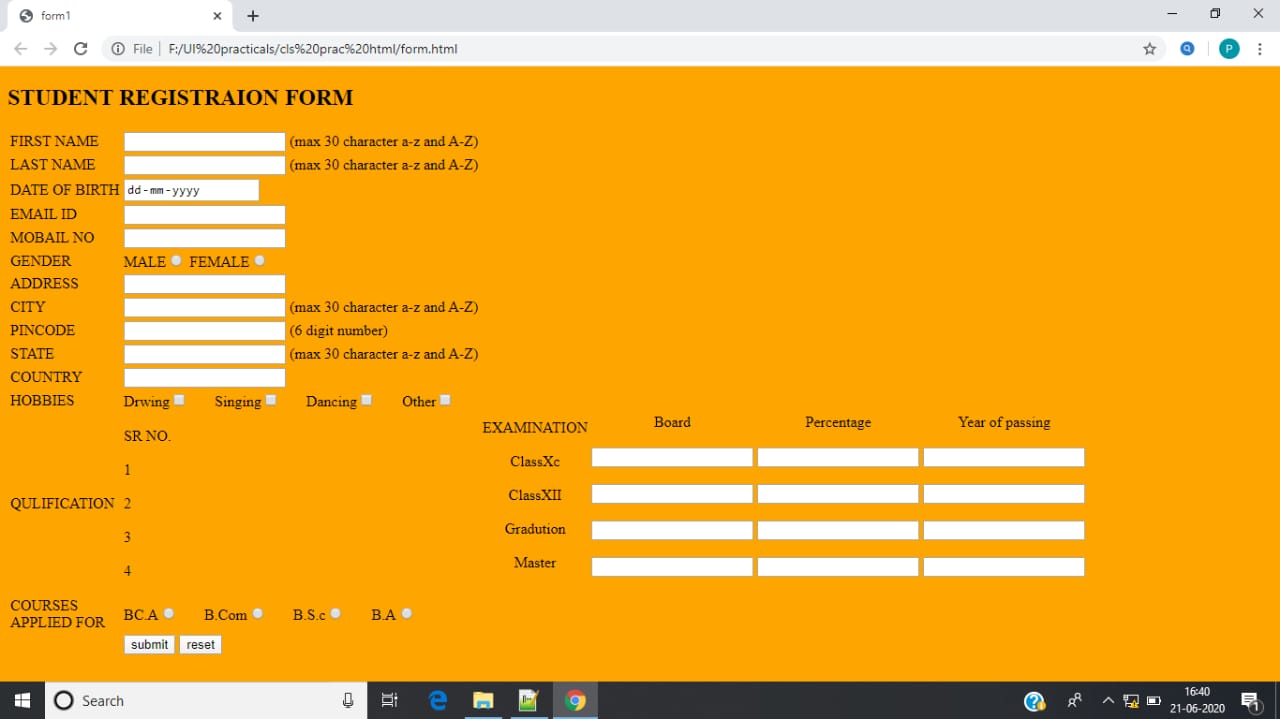 form1
File F:/UI%20practicals/cls%20prac%20html/form.html
P
STUDENT REGISTRAION FORM
FIRST NAME (max 30 character a-z and A-Z)
LAST NAME (max 30 character a-z and A-Z)
DATE OF BIRTH dd-mm-yyyy
EMAIL ID
MOBAIL NO
GENDER MALE FEMALE
ADDRESS
CITY (max 30 character a-z and A-Z)
PINCODE (6 digit number)
STATE (max 30 character a-z and A-Z)
COUNTRY
HOBBIES Drwing Singing Dancing Other
SR NO. EXAMINATION Board Percentage Year of passing
1 ClassXc
QULIFICATION 2 ClassXII
3 Gradution
4 Master
COURSES
APPLIED FOR BC.A B.Com B.S.c B.A
submit reset
Search
16:40
21-06-2020
1